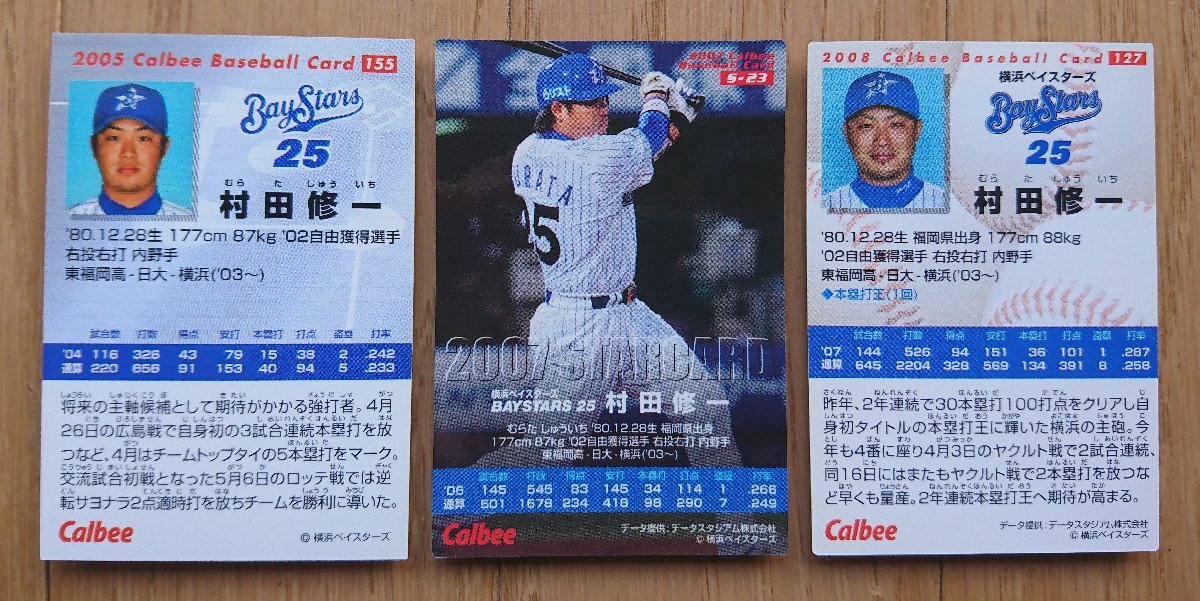 2005 Calbee Baseball Card 155
BayStars
25
むら た しゅう いち
村田修一
'80.12.28生 177cm 87kg '02自由獲得選手
右投右打 内野手
東福岡高-日大-横浜('03〜)
試合数 打数 得点 安打 本塁打 打点 盗塁 打率
'04 116 326 43 79 15 38 2 .242
通算 220 656 91 153 40 94 5 .233
将来の主軸候補として期待がかかる強打者。4月
26日の広島戦で自身初の3試合連続本塁打を放
つなど、4月はチームトップタイの5本塁打をマーク。
交流試合初戦となった5月6日のロッテ戦では逆
転サヨナラ2点適時打を放ちチームを勝利に導いた。
Calbee
© 横浜ベイスターズ
2007 Calbee
Baseball Card
S-23
RATA
25
2007 STARCARD
横浜ベイスターズ
BAYSTARS 25 村田修一
むらた しゅういち '80.12.28生 福岡県出身
177cm 87kg '02自由獲得選手 右投右打 内野手
東福岡高-日大-横浜('03〜)
試合数 打数 得点 安打 本塁打 打点 盗塁 打率
'06 145 545 83 145 34 114 1 .266
通算 501 1678 234 418 98 290 7 .249
Calbee
データ提供:データスタジアム株式会社
© 横浜ベイスターズ
2008 Calbee Baseball Card 127
横浜ベイスターズ
BayStars
25
むら た しゅう いち
村田修一
'80.12.28生 福岡県出身 177cm 88kg
'02自由獲得選手 右投右打 内野手
東福岡高-日大-横浜('03〜)
◆本塁打王(1回)
試合数 打数 得点 安打 本塁打 打点 盗塁 打率
'07 144 526 94 151 36 101 1 .287
通算 645 2204 328 569 134 391 8 .258
昨年、2年連続で30本塁打100打点をクリアし自
身初タイトルの本塁打王に輝いた横浜の主砲。今
年も4番に座り4月3日のヤクルト戦で2試合連続、
同16日にはまたもヤクルト戦で2本塁打を放つな
ど早くも量産。2年連続本塁打王へ期待が高まる。
Calbee
データ提供:データスタジアム株式会社
© 横浜ベイスターズ